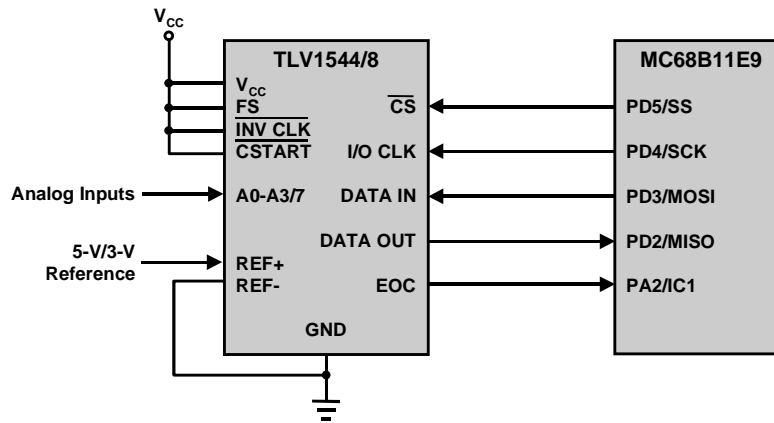 VCC
TLV1544/8
MC68B11E9
VCC
FS
INV CLK
CSTART
CS
PD5/SS
I/O CLK
PD4/SCK
Analog Inputs
A0-A3/7
DATA IN
PD3/MOSI
DATA OUT
PD2/MISO
5-V/3-V
Reference
REF+
REF-
EOC
PA2/IC1
GND